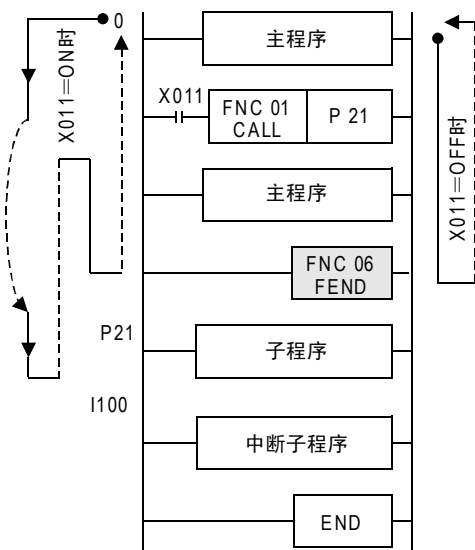 0
主程序
X011=ON时
X011
FNC 01
CALL
P 21
X011=OFF时
主程序
FNC 06
FEND
P21
子程序
I100
中断子程序
END